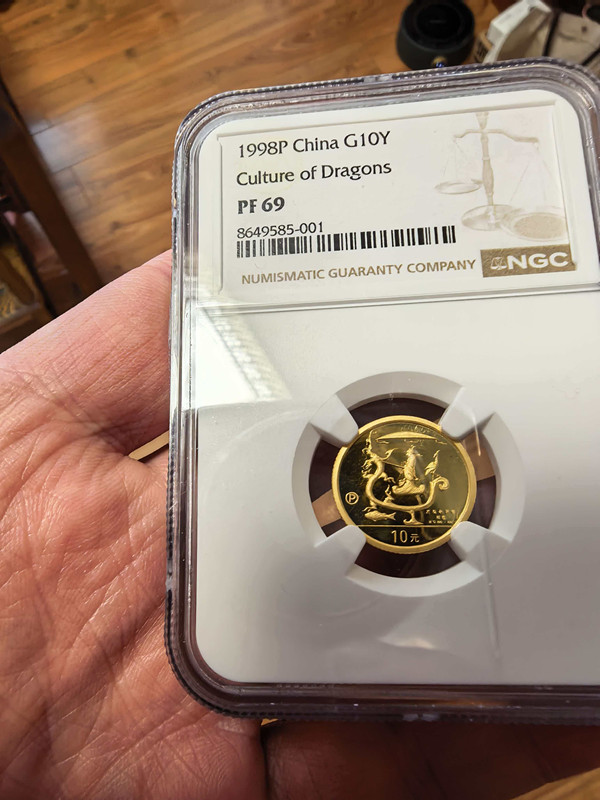 1998P China G10Y
Culture of Dragons
PF 69
8649585-001
NUMISMATIC GUARANTY COMPANY NGC
P
10元